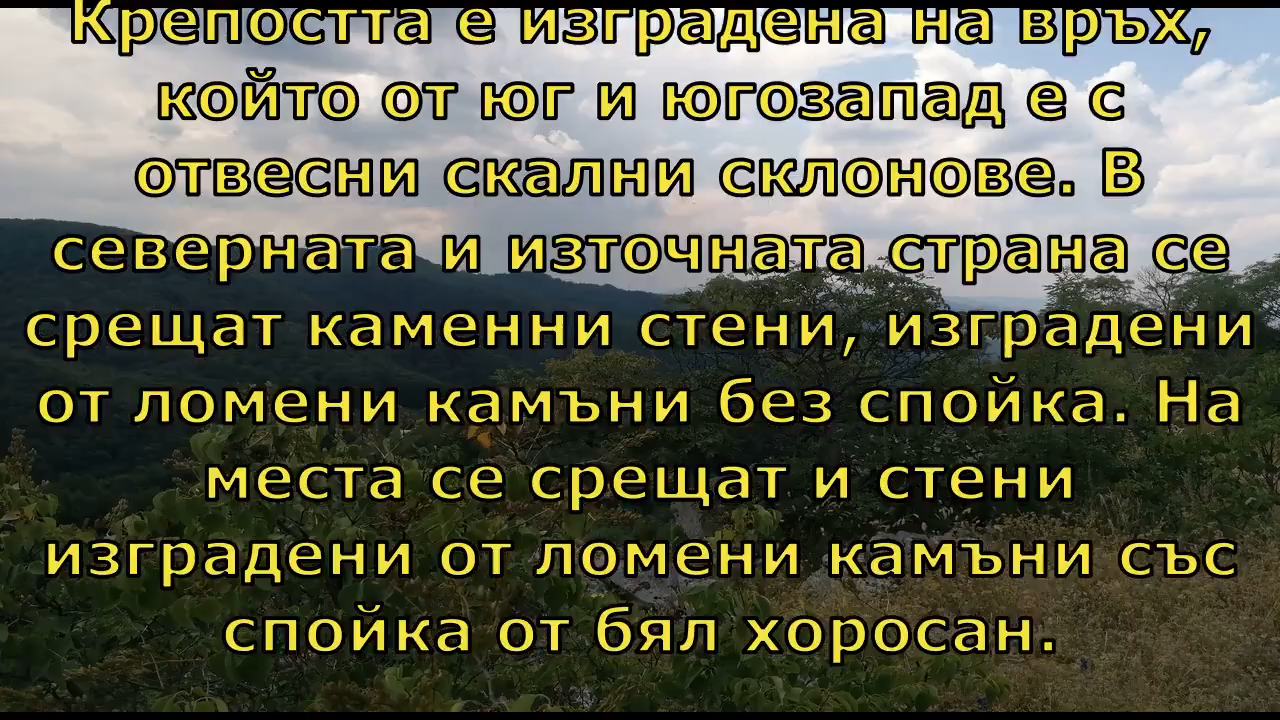 Крепостта е изградена на връх,
който от юг и югозапад е с
отвесни скални склонове. В
северната и източната страна се
срещат каменни стени, изградени
от ломени камъни без спойка. На
места се срещат и стени
изградени от ломени камъни със
спойка от бял хоросан.